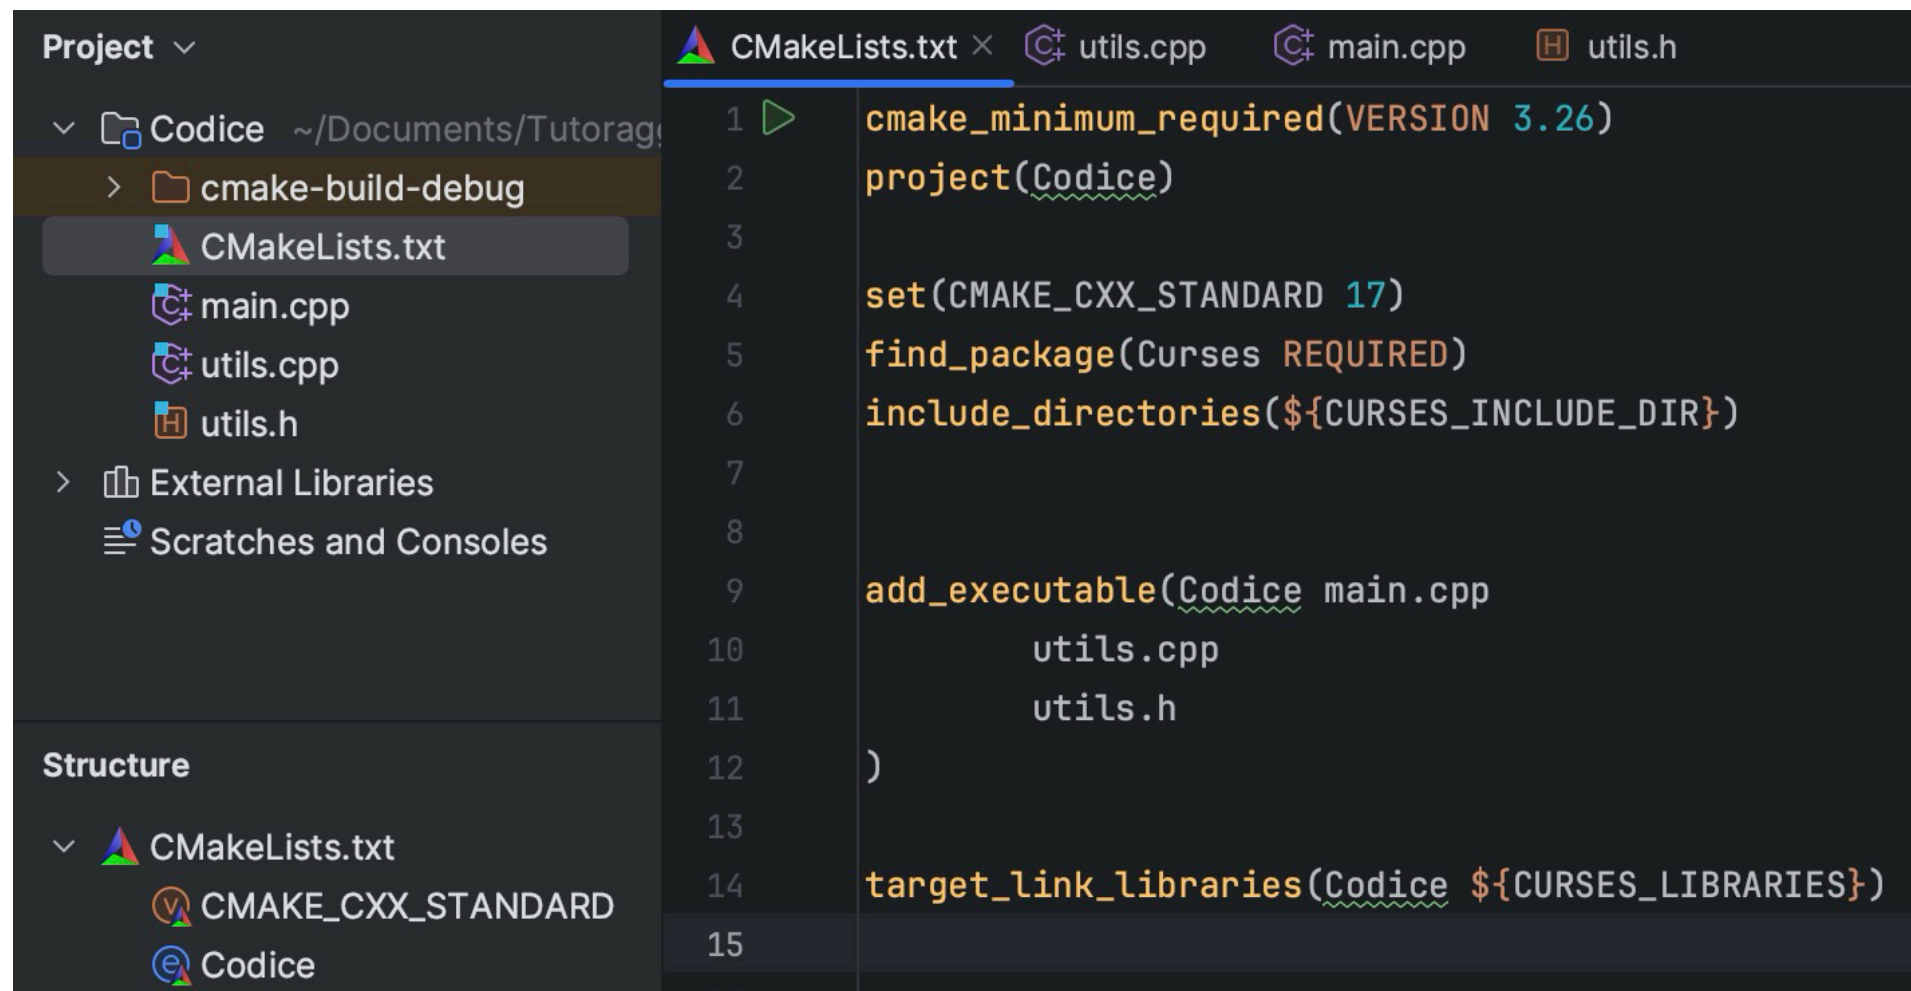 Project
Codice ~/Documents/Tutorag
cmake-build-debug
CMakeLists.txt
main.cpp
utils.cpp
utils.h
External Libraries
Scratches and Consoles
Structure
CMakeLists.txt
CMAKE_CXX_STANDARD
Codice
CMakeLists.txt utils.cpp main.cpp utils.h
1 cmake_minimum_required(VERSION 3.26)
2 project(Codice)
3
4 set(CMAKE_CXX_STANDARD 17)
5 find_package(Curses REQUIRED)
6 include_directories(${CURSES_INCLUDE_DIR})
7
8
9 add_executable(Codice main.cpp
10 utils.cpp
11 utils.h
12 )
13
14 target_link_libraries(Codice ${CURSES_LIBRARIES})
15